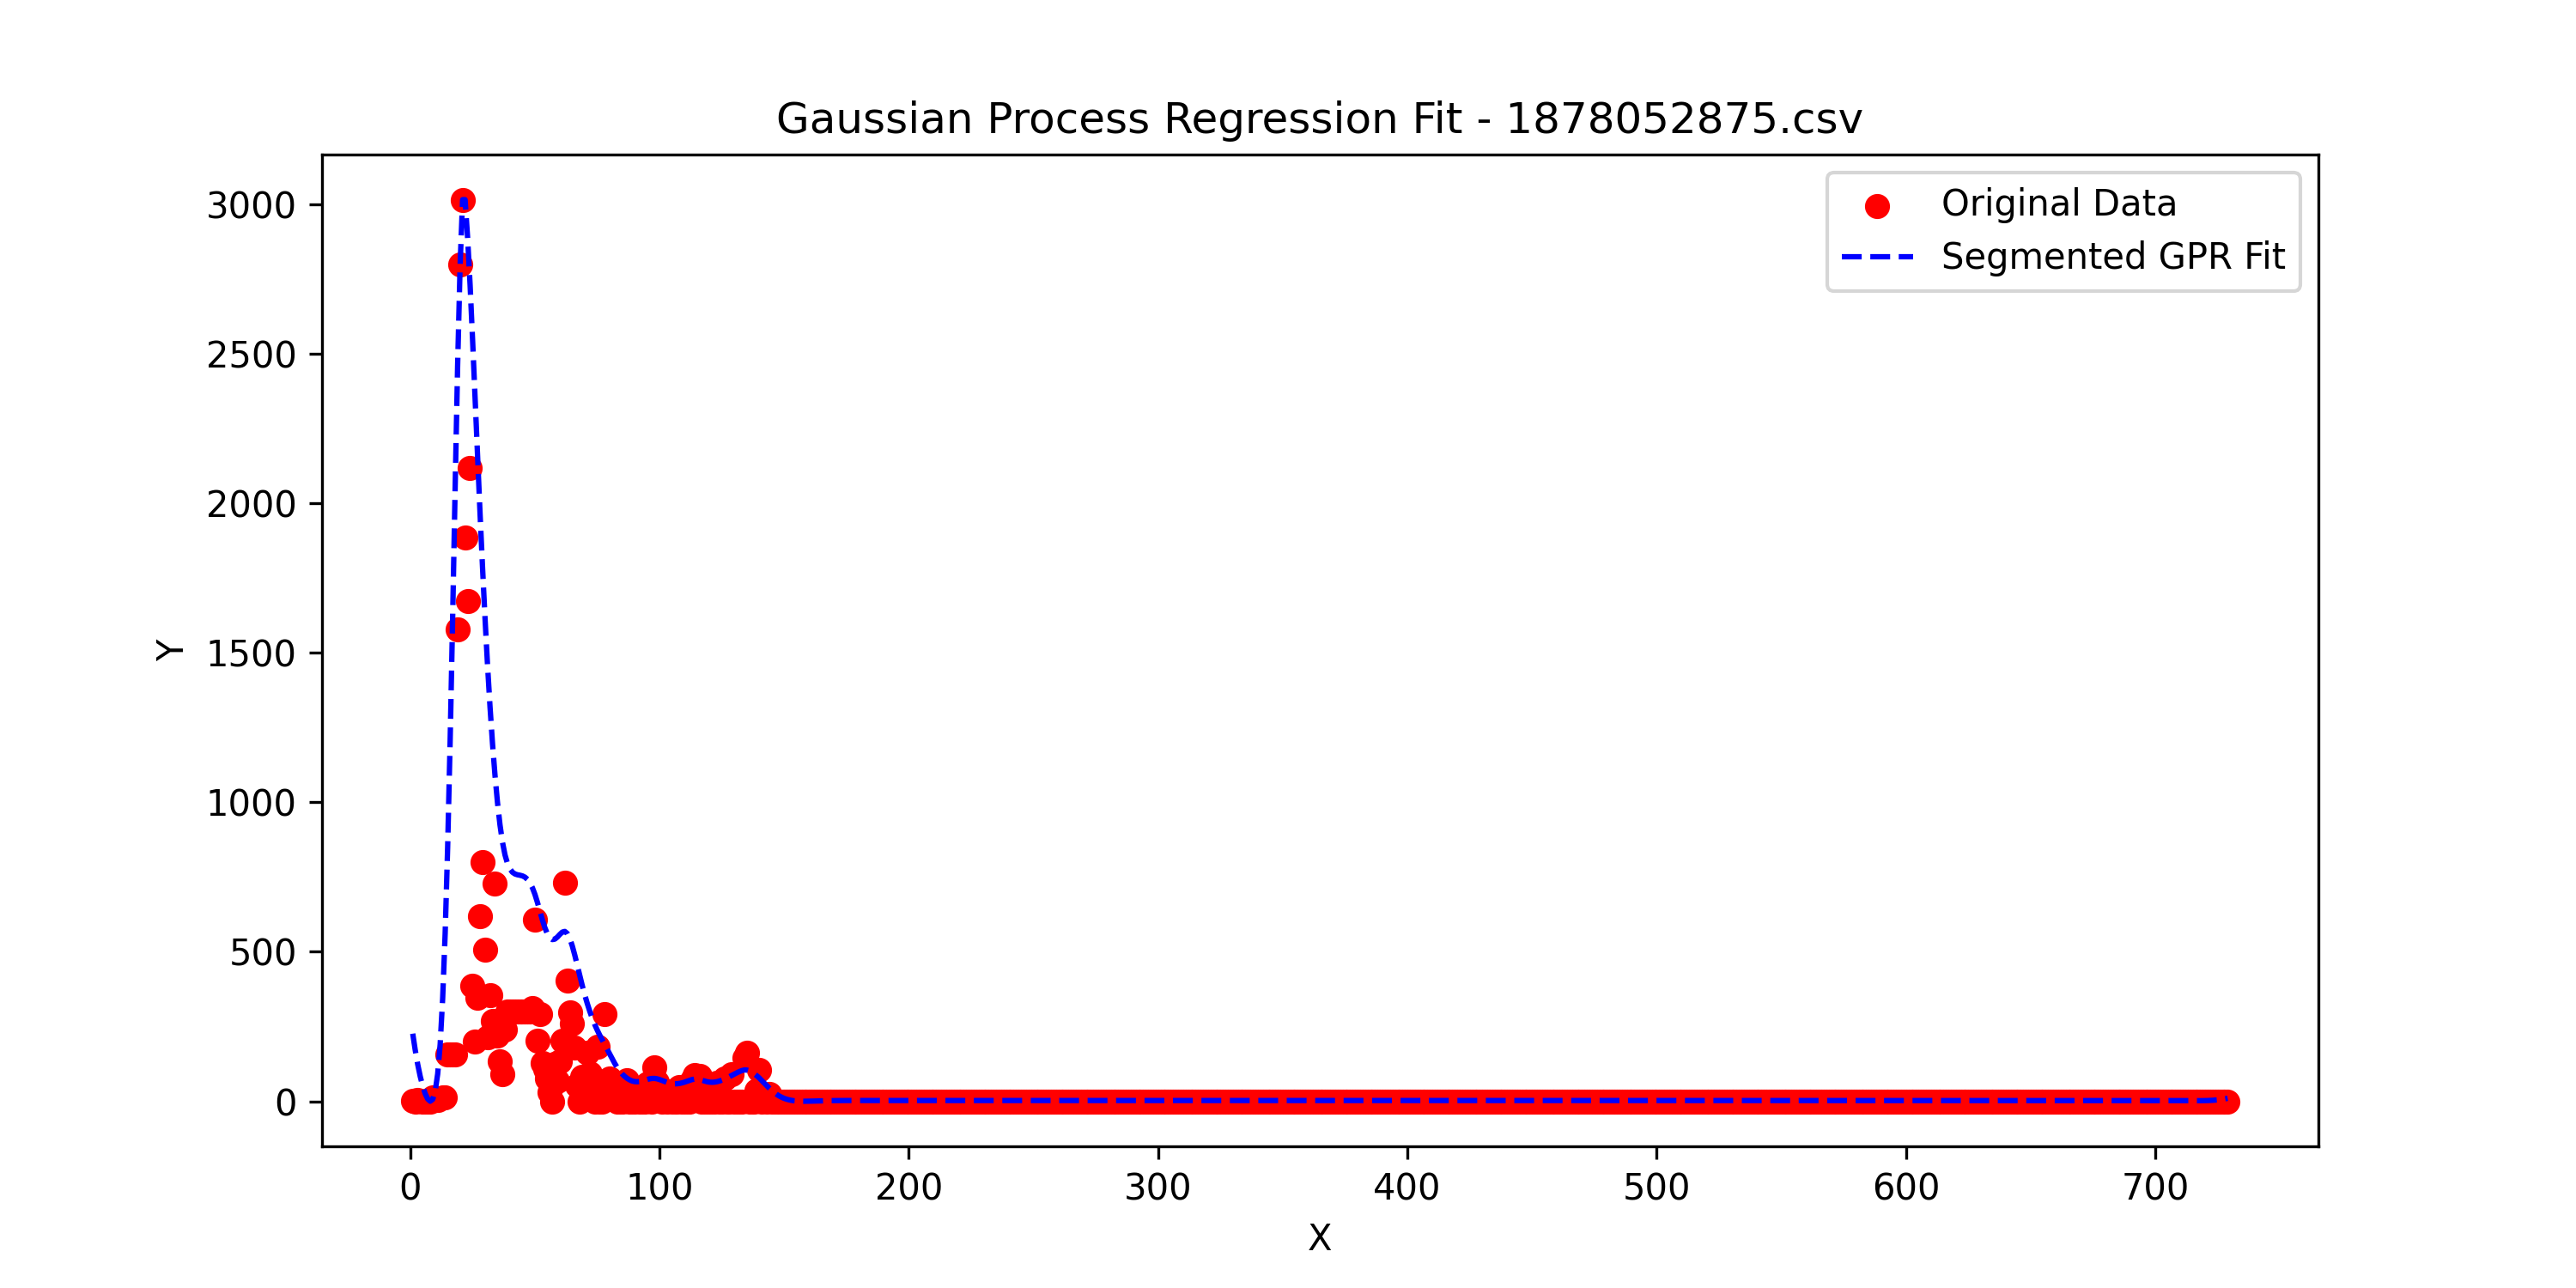 Gaussian Process Regression Fit - 1878052875.csv
Original Data
Segmented GPR Fit
3000
2500
2000
1500
1000
500
0
Y
0 100 200 300 400 500 600 700
X